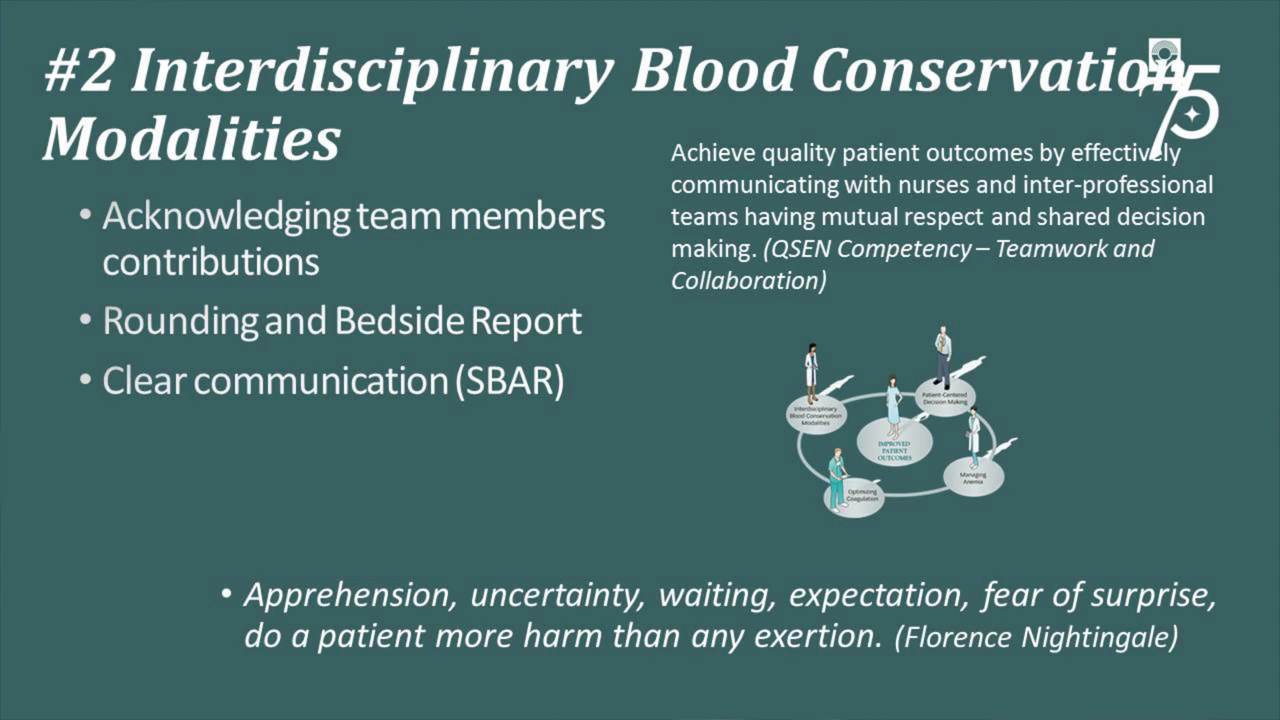 #2 Interdisciplinary Blood Conservation
Modalities
• Acknowledging team members
contributions
• Rounding and Bedside Report
• Clear communication (SBAR)
Achieve quality patient outcomes by effectively
communicating with nurses and inter-professional
teams having mutual respect and shared decision
making. (QSEN Competency – Teamwork and
Collaboration)
Interdisciplinary
Blood Conservation
Modalities
Patient-Centered
Decision Making
IMPROVED
PATIENT
OUTCOMES
Managing
Anemia
Optimizing
Coagulation
• Apprehension, uncertainty, waiting, expectation, fear of surprise,
do a patient more harm than any exertion. (Florence Nightingale)
75